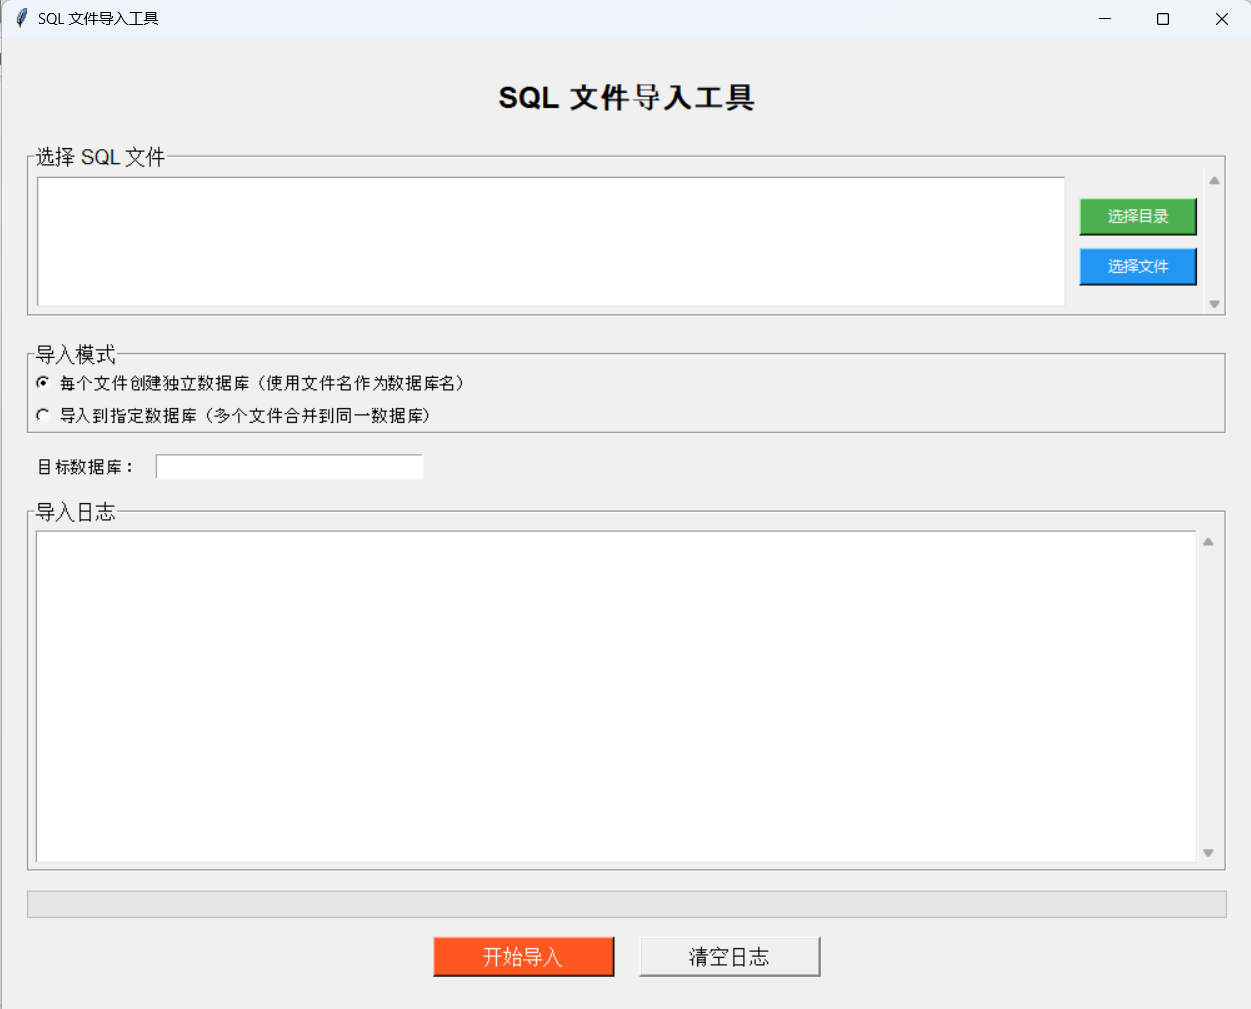 SQL 文件导入工具
SQL 文件导入工具
选择 SQL 文件
选择目录
选择文件
导入模式
每个文件创建独立数据库（使用文件名作为数据库名）
导入到指定数据库（多个文件合并到同一数据库）
目标数据库：
导入日志
开始导入 清空日志